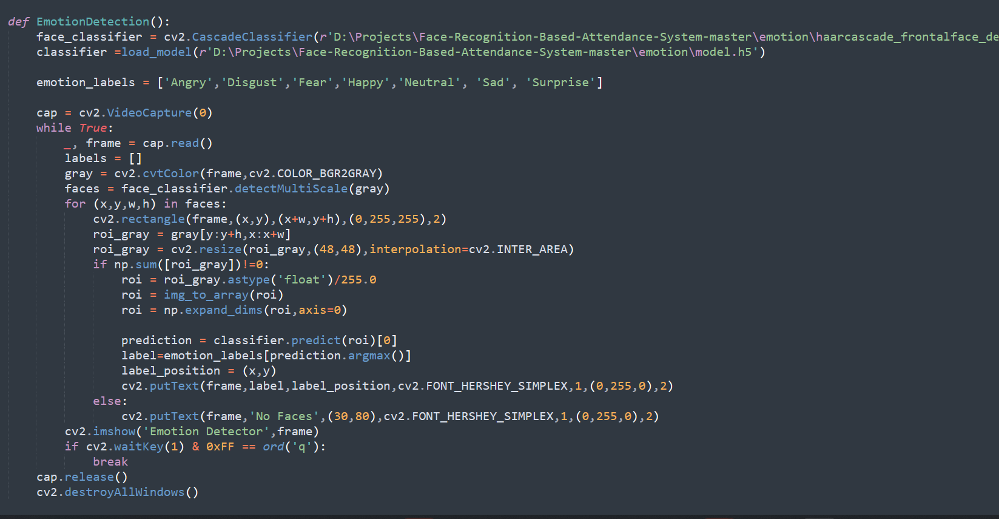 def EmotionDetection():
    face_classifier = cv2.CascadeClassifier(r'D:\Projects\Face-Recognition-Based-Attendance-System-master\emotion\haarcascade_frontalface_de
    classifier =load_model(r'D:\Projects\Face-Recognition-Based-Attendance-System-master\emotion\model.h5')
    emotion_labels = ['Angry','Disgust','Fear','Happy','Neutral', 'Sad', 'Surprise']
    cap = cv2.VideoCapture(0)
    while True:
        _, frame = cap.read()
        labels = []
        gray = cv2.cvtColor(frame,cv2.COLOR_BGR2GRAY)
        faces = face_classifier.detectMultiScale(gray)
        for (x,y,w,h) in faces:
            cv2.rectangle(frame,(x,y),(x+w,y+h),(0,255,255),2)
            roi_gray = gray[y:y+h,x:x+w]
            roi_gray = cv2.resize(roi_gray,(48,48),interpolation=cv2.INTER_AREA)
            if np.sum([roi_gray])!=0:
                roi = roi_gray.astype('float')/255.0
                roi = img_to_array(roi)
                roi = np.expand_dims(roi,axis=0)
                prediction = classifier.predict(roi)[0]
                label=emotion_labels[prediction.argmax()]
                label_position = (x,y)
                cv2.putText(frame,label,label_position,cv2.FONT_HERSHEY_SIMPLEX,1,(0,255,0),2)
            else:
                cv2.putText(frame,'No Faces',(30,80),cv2.FONT_HERSHEY_SIMPLEX,1,(0,255,0),2)
        cv2.imshow('Emotion Detector',frame)
        if cv2.waitKey(1) & 0xFF == ord('q'):
            break
    cap.release()
    cv2.destroyAllWindows()